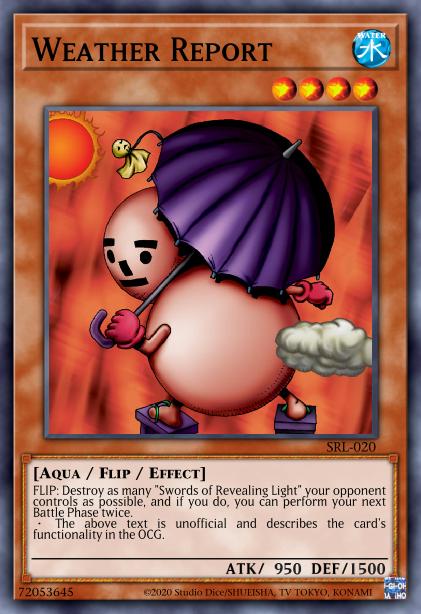 WEATHER REPORT
WATER
水
SRL-020
[AQUA / FLIP / EFFECT]
FLIP: Destroy as many "Swords of Revealing Light" your opponent
controls as possible, and if you do, you can perform your next
Battle Phase twice.
· The above text is unofficial and describes the card's
functionality in the OCG.
ATK/ 950 DEF/1500
72053645
©2020 Studio Dice/SHUEISHA, TV TOKYO, KONAMI